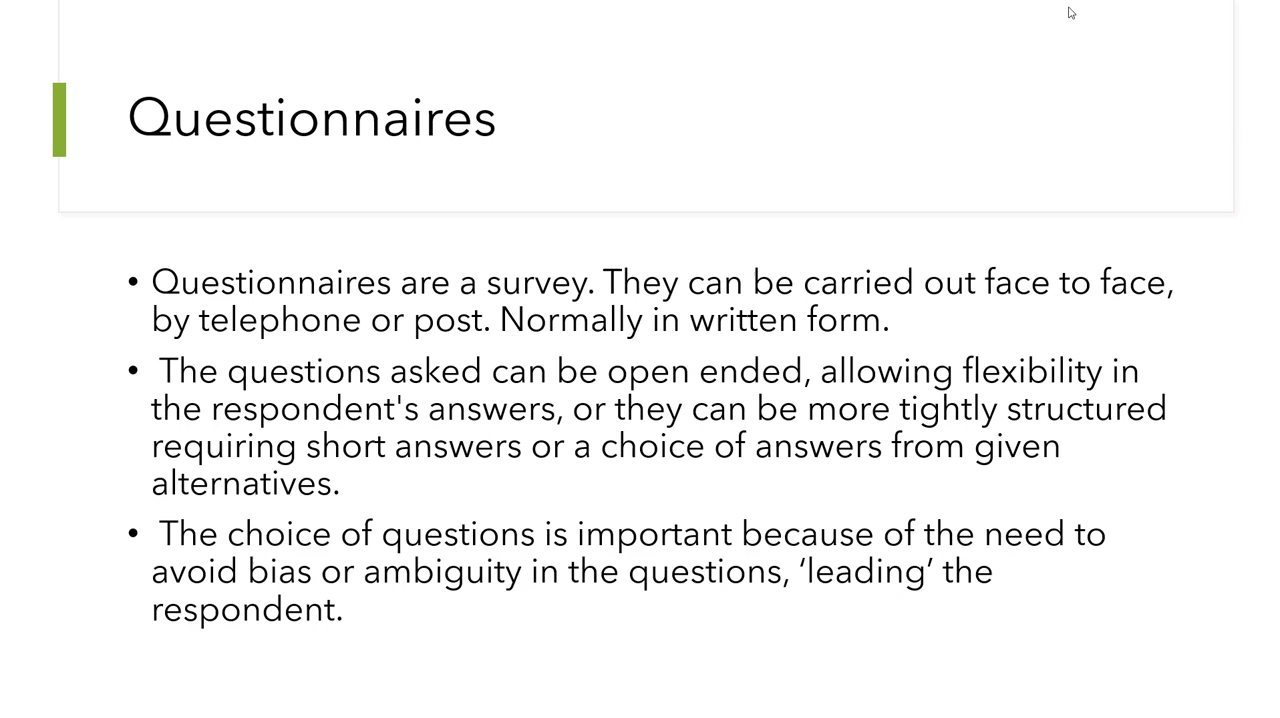 Questionnaires
• Questionnaires are a survey. They can be carried out face to face,
by telephone or post. Normally in written form.
• The questions asked can be open ended, allowing flexibility in
the respondent's answers, or they can be more tightly structured
requiring short answers or a choice of answers from given
alternatives.
• The choice of questions is important because of the need to
avoid bias or ambiguity in the questions, ‘leading’ the
respondent.